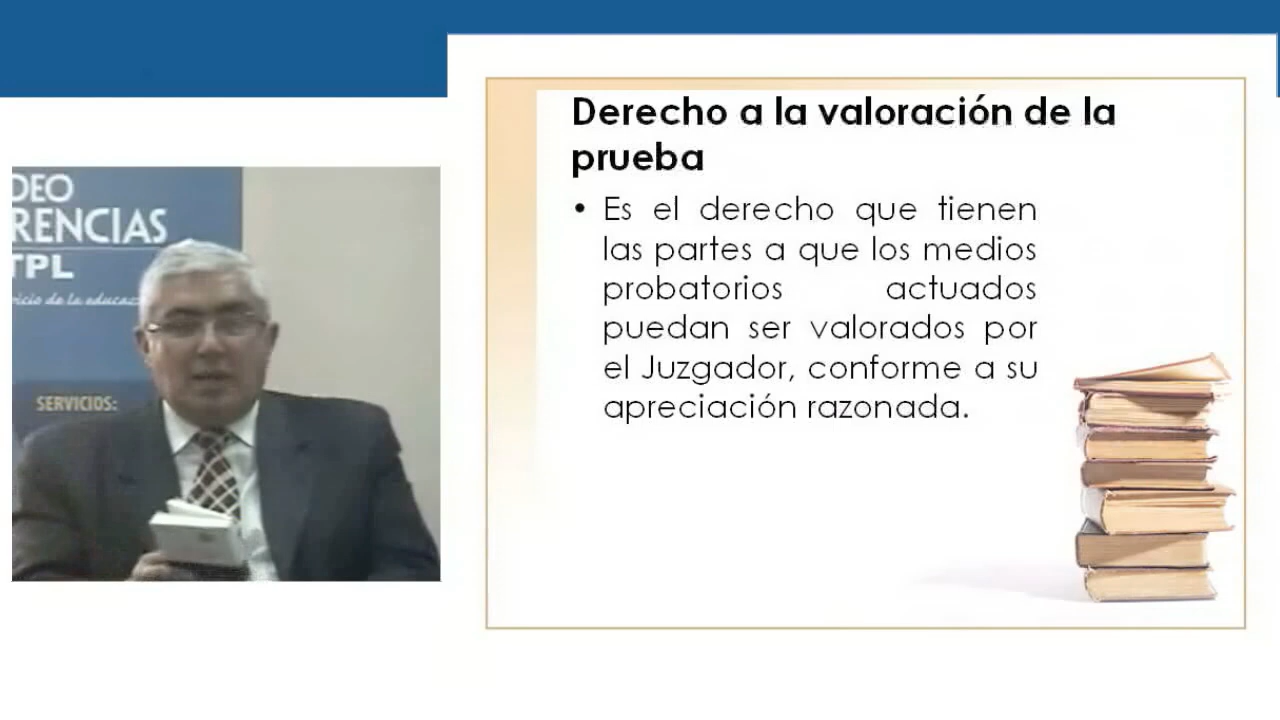 Derecho a la valoración de la
prueba
• Es el derecho que tienen
las partes a que los medios
probatorios actuados
puedan ser valorados por
el Juzgador, conforme a su
apreciación razonada.
DEO
RENCIAS
TPL
SERVICIOS: